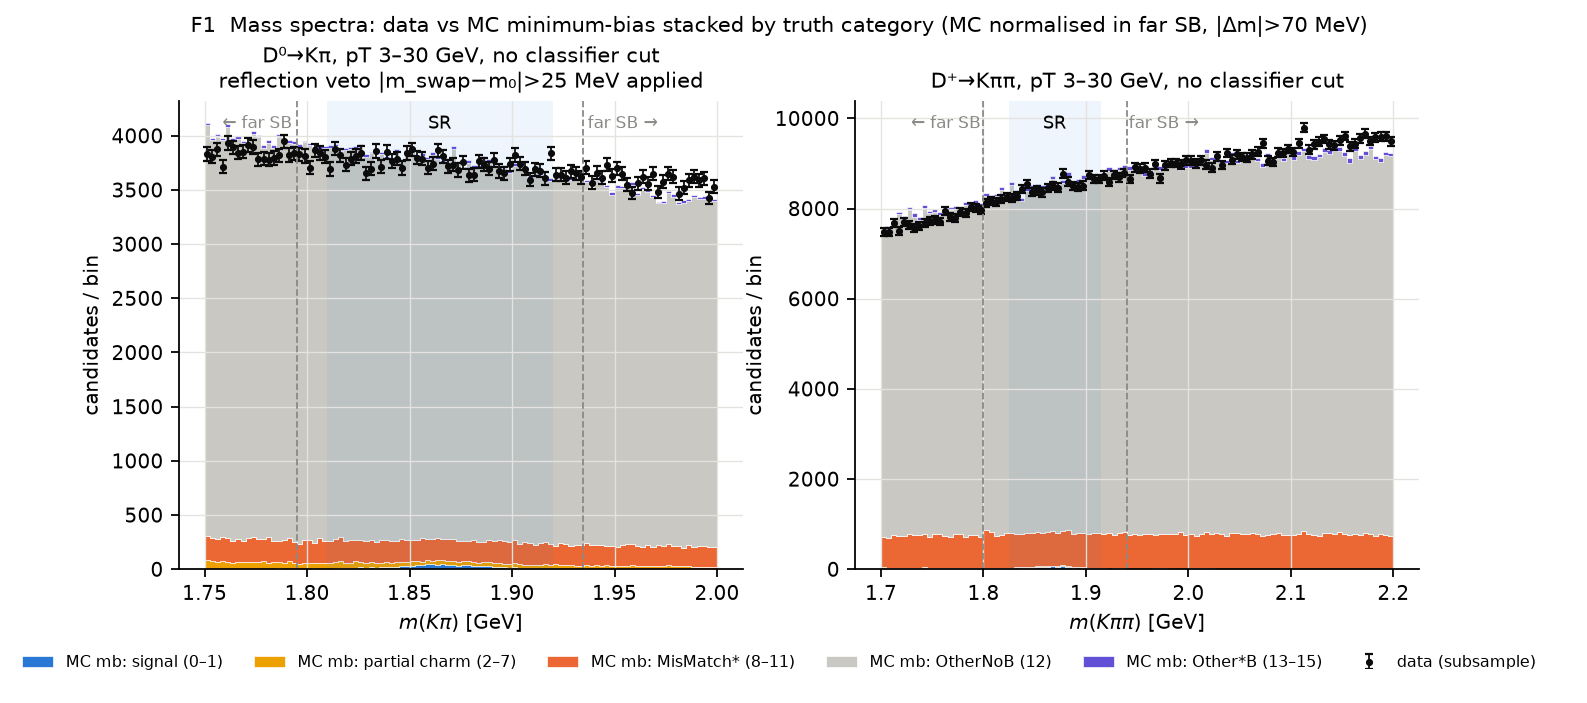 F1  Mass spectra: data vs MC minimum-bias stacked by truth category (MC normalised in far SB, |Δm|>70 MeV)
D⁰→Kπ, pT 3–30 GeV, no classifier cut
reflection veto |m_swap−m₀|>25 MeV applied
← far SB
SR
far SB →
candidates / bin
4000
3500
3000
2500
2000
1500
1000
500
0
1.75
1.80
1.85
1.90
1.95
2.00
m(Kπ) [GeV]
D⁺→Kππ, pT 3–30 GeV, no classifier cut
← far SB
SR
far SB →
candidates / bin
10000
8000
6000
4000
2000
0
1.7
1.8
1.9
2.0
2.1
2.2
m(Kππ) [GeV]
MC mb: signal (0–1)
MC mb: partial charm (2–7)
MC mb: MisMatch* (8–11)
MC mb: OtherNoB (12)
MC mb: Other*B (13–15)
data (subsample)